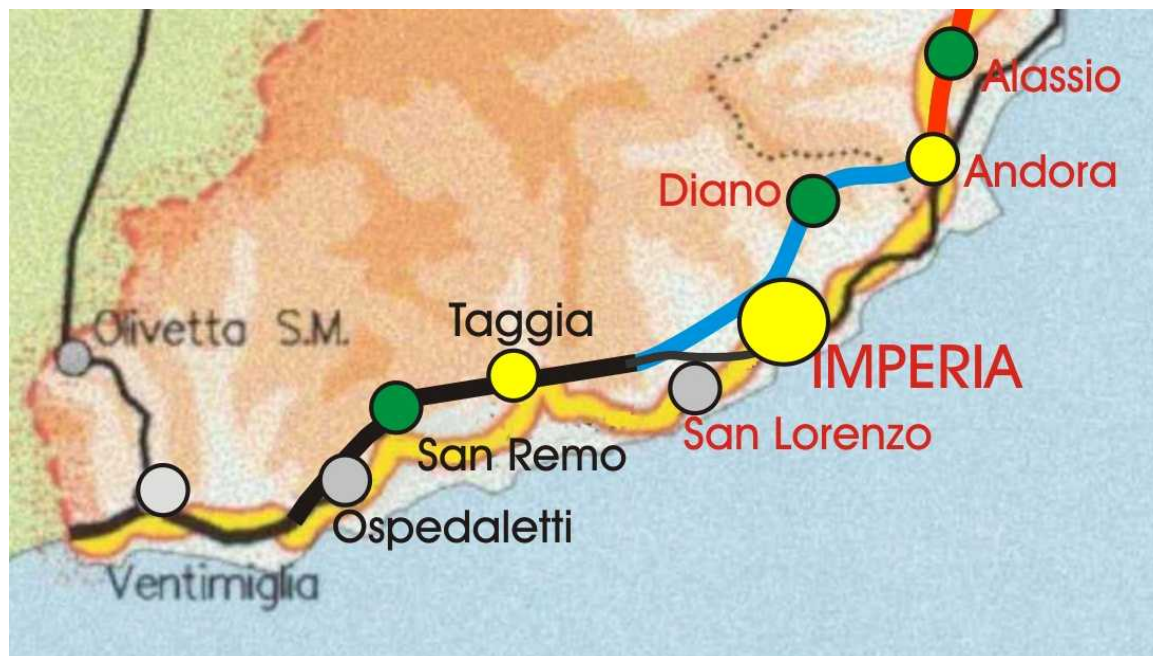 Alassio
Andora
Diano
Olivetta S.M.
Taggia
IMPERIA
San Lorenzo
San Remo
Ospedaletti
Ventimiglia